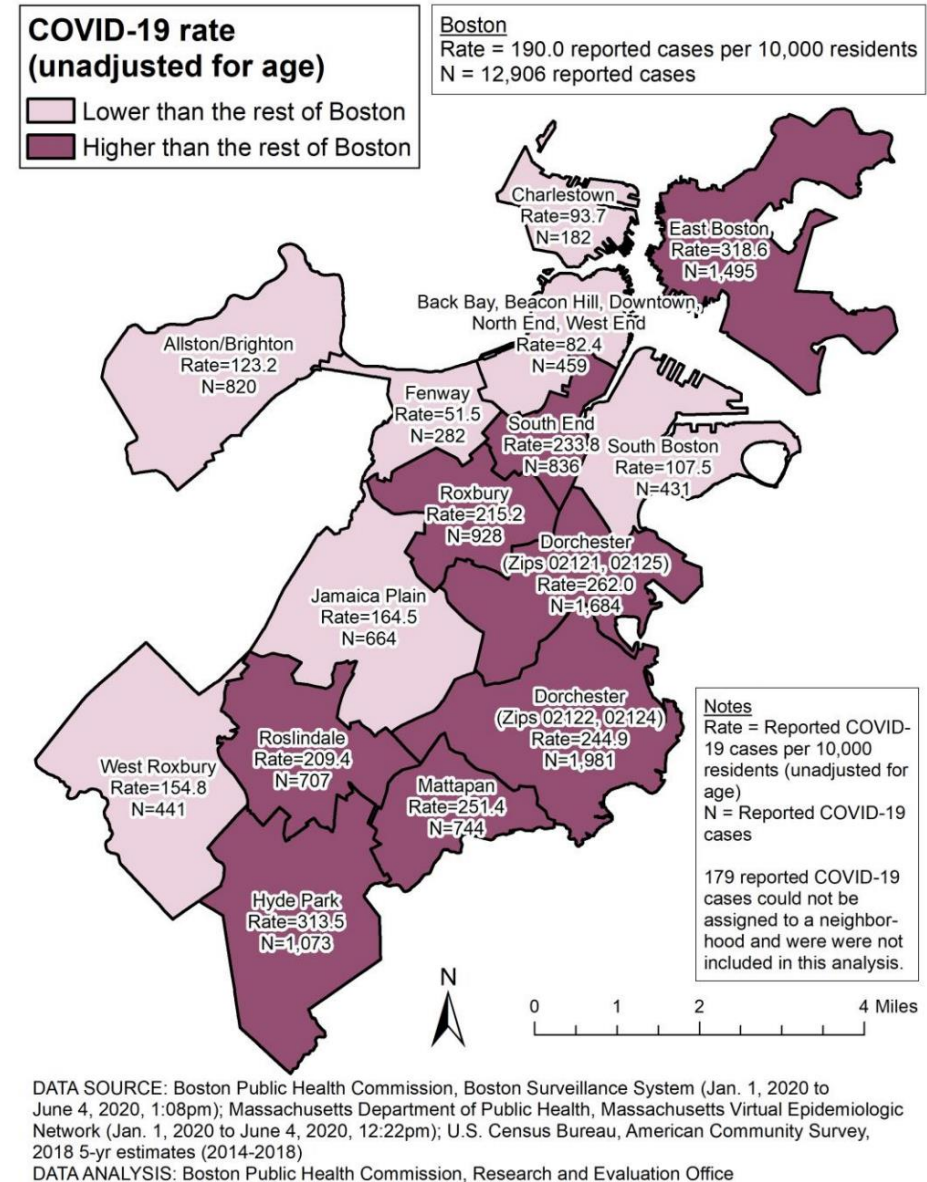 COVID-19 rate
(unadjusted for age)
Lower than the rest of Boston
Higher than the rest of Boston
Boston
Rate = 190.0 reported cases per 10,000 residents
N = 12,906 reported cases
Charlestown
Rate=93.7
N=182
East Boston
Rate=318.6
N=1,495
Back Bay, Beacon Hill, Downtown,
North End, West End
Rate=82.4
N=459
Allston/Brighton
Rate=123.2
N=820
Fenway
Rate=51.5
N=282
South End
Rate=233.8
N=836
South Boston
Rate=107.5
N=431
Roxbury
Rate=215.2
N=928
Dorchester
(Zips 02121, 02125)
Rate=262.0
N=1,684
Jamaica Plain
Rate=164.5
N=664
Dorchester
(Zips 02122, 02124)
Rate=244.9
N=1,981
Roslindale
Rate=209.4
N=707
West Roxbury
Rate=154.8
N=441
Mattapan
Rate=251.4
N=744
Hyde Park
Rate=313.5
N=1,073
Notes
Rate = Reported COVID-
19 cases per 10,000
residents (unadjusted for
age)
N = Reported COVID-19
cases
179 reported COVID-19
cases could not be
assigned to a neighbor-
hood and were were not
included in this analysis.
N
0 1 2 4 Miles
DATA SOURCE: Boston Public Health Commission, Boston Surveillance System (Jan. 1, 2020 to
June 4, 2020, 1:08pm); Massachusetts Department of Public Health, Massachusetts Virtual Epidemiologic
Network (Jan. 1, 2020 to June 4, 2020, 12:22pm); U.S. Census Bureau, American Community Survey,
2018 5-yr estimates (2014-2018)
DATA ANALYSIS: Boston Public Health Commission, Research and Evaluation Office